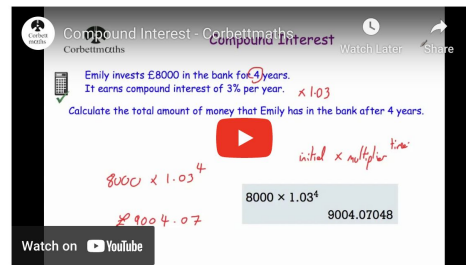 Compound Interest - Corbettmaths
Corbett maths
Corbettmaths
Compound Interest
Watch Later
Share
Emily invests £8000 in the bank for 4 years.
It earns compound interest of 3% per year. × 1.03
Calculate the total amount of money that Emily has in the bank after 4 years.
initial × multiplier time
8000 × 1.03⁴
£9004.07
8000 × 1.03⁴
9004.07048
Watch on YouTube